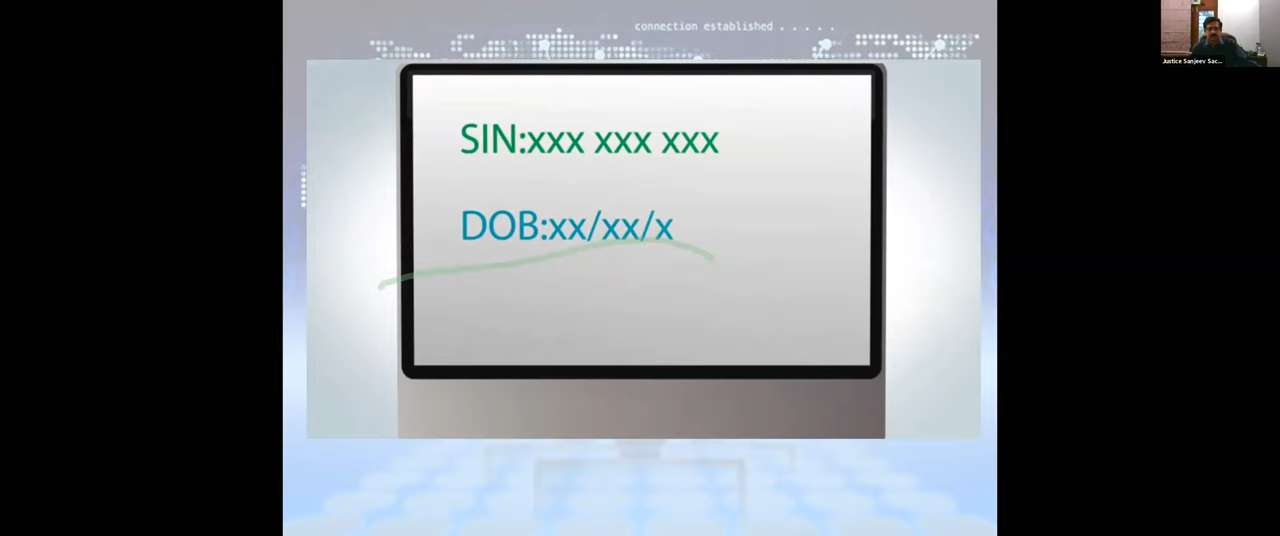 connection established . . . . .
Justice Sanjeev Sac...
SIN:xxx xxx xxx
DOB:xx/xx/x